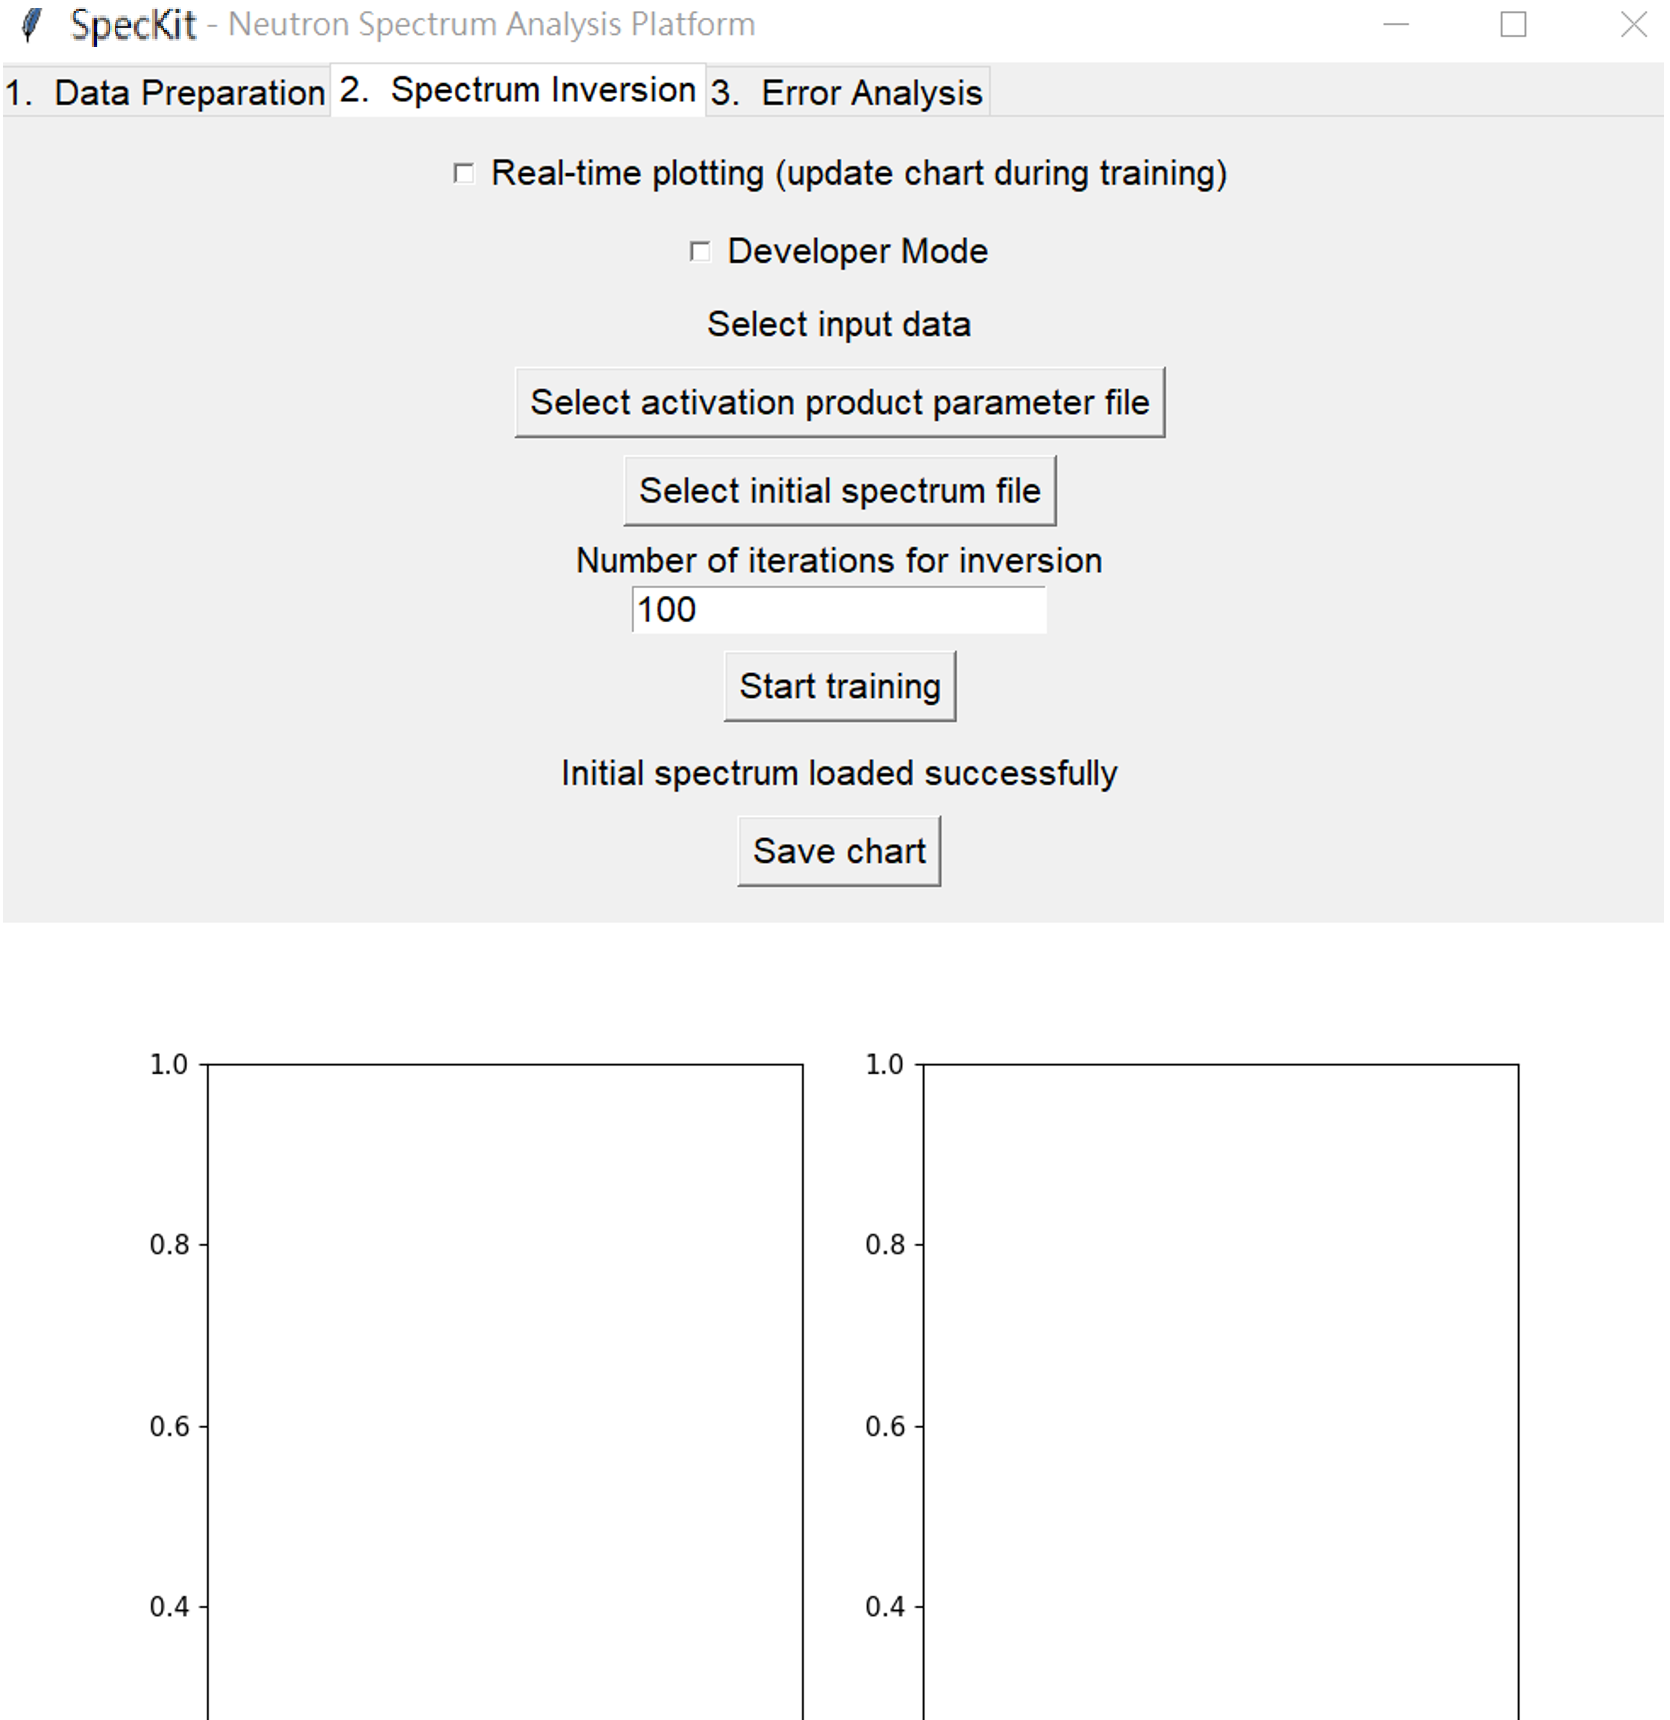 SpecKit - Neutron Spectrum Analysis Platform
1. Data Preparation 2. Spectrum Inversion 3. Error Analysis
Real-time plotting (update chart during training)
Developer Mode
Select input data
Select activation product parameter file
Select initial spectrum file
Number of iterations for inversion
100
Start training
Initial spectrum loaded successfully
Save chart
1.0 1.0
0.8 0.8
0.6 0.6
0.4 0.4